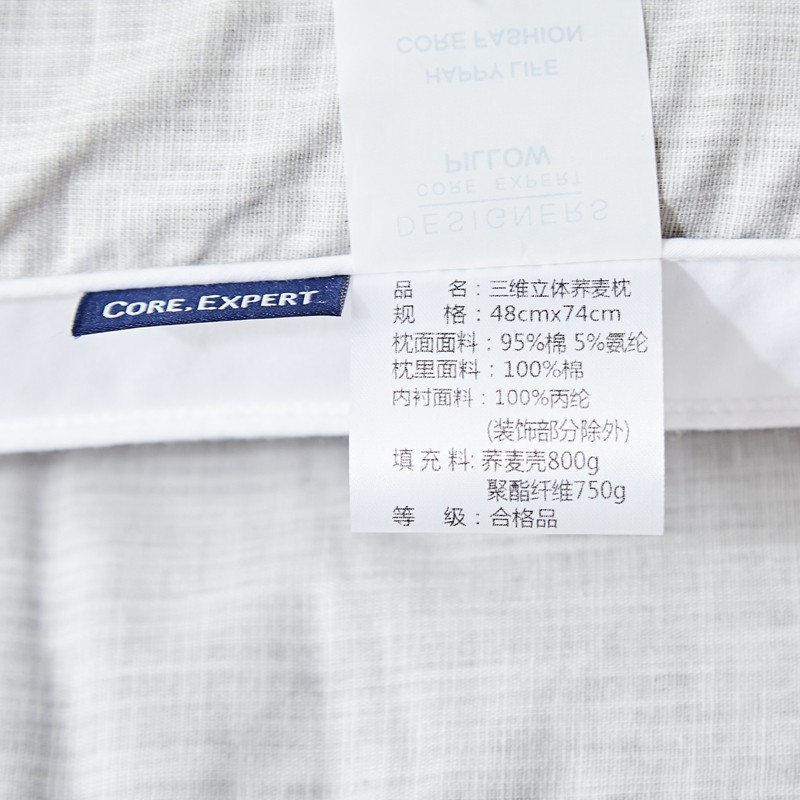 CORE FASHION
HAPPY LIFE
PILLOW
CORE EXPERT
DESIGNERS
CORE, EXPERT
品 名：三维立体荞麦枕
规 格：48cmx74cm
枕面面料：95%棉 5%氨纶
枕里面料：100%棉
内衬面料：100%丙纶
(装饰部分除外)
填 充 料: 荞麦壳800g
聚酯纤维750g
等 级：合格品